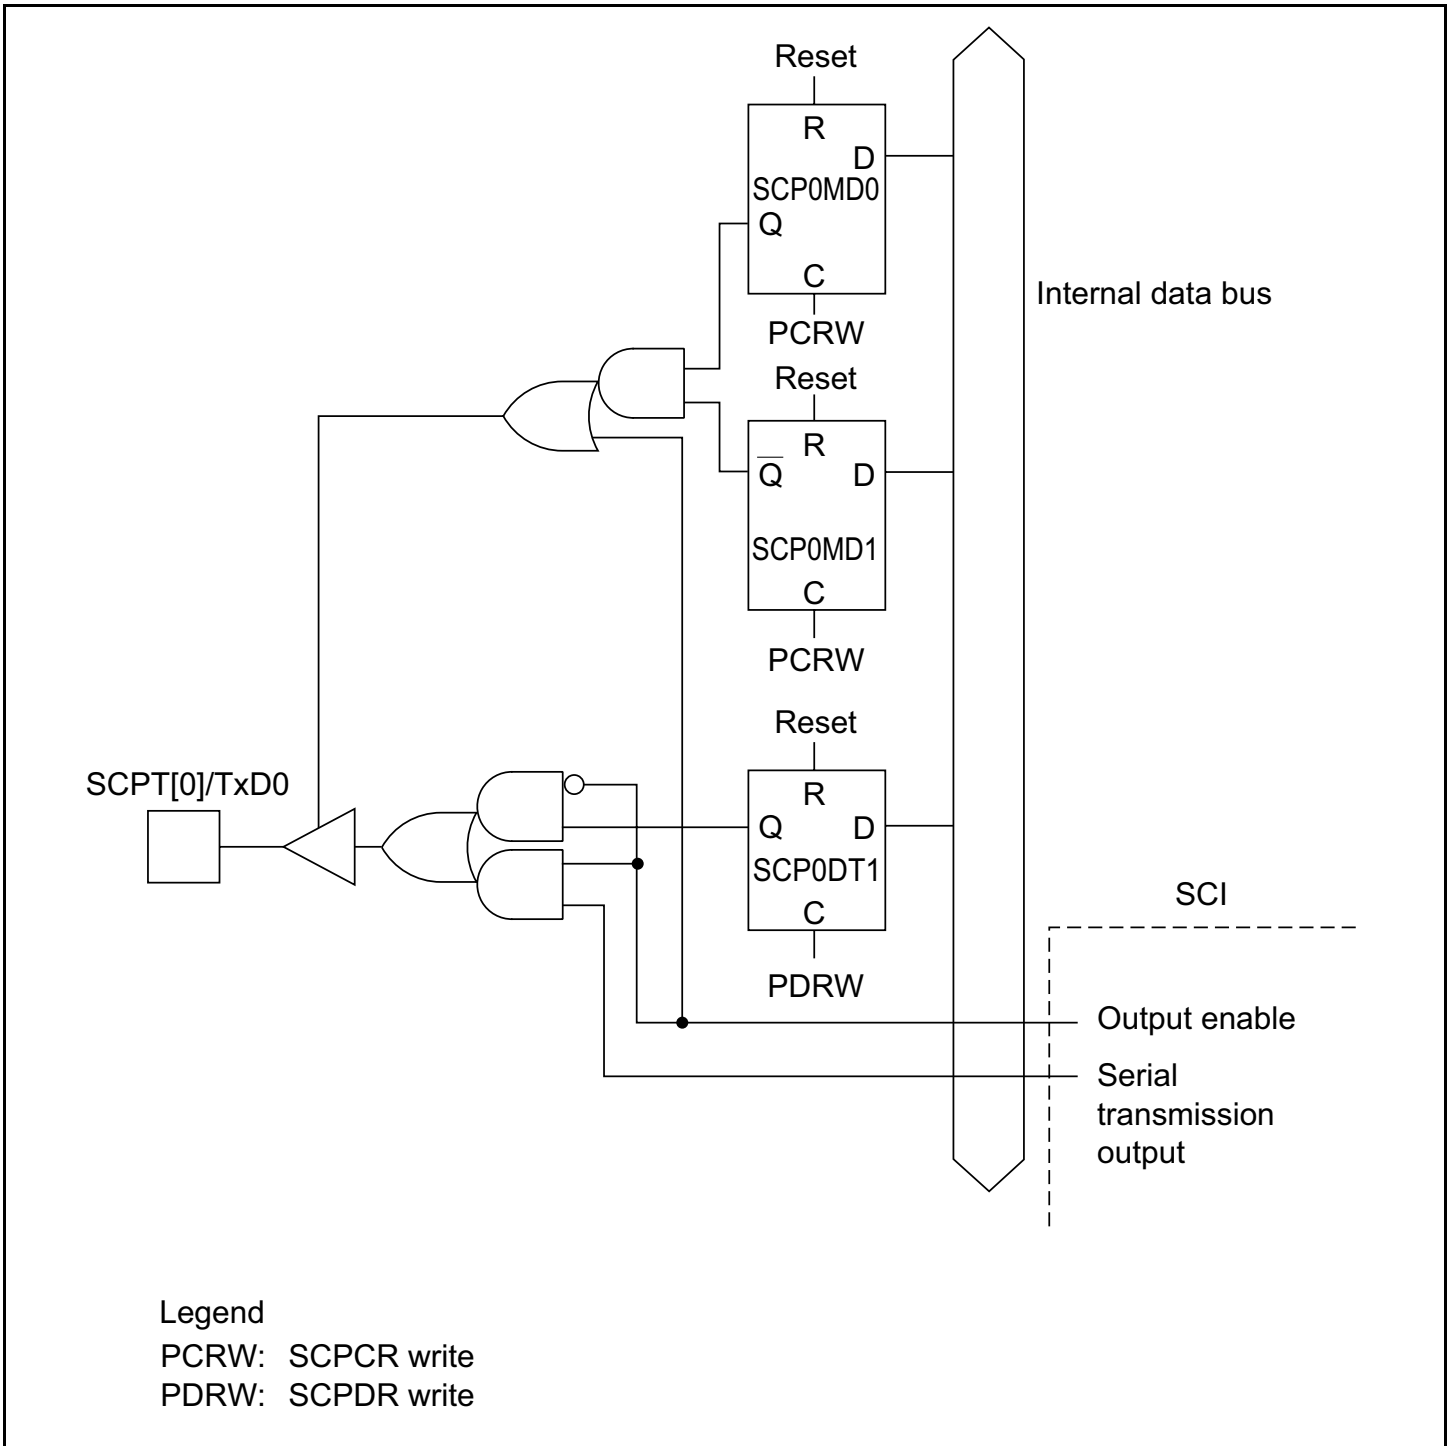 Reset
R
D
SCP0MD0
Q
C
PCRW
Internal data bus
Reset
R
Q̅
D
SCP0MD1
C
PCRW
Reset
SCPT[0]/TxD0
R
Q
D
SCP0DT1
C
PDRW
SCI
Output enable
Serial
transmission
output
Legend
PCRW: SCPCR write
PDRW: SCPDR write